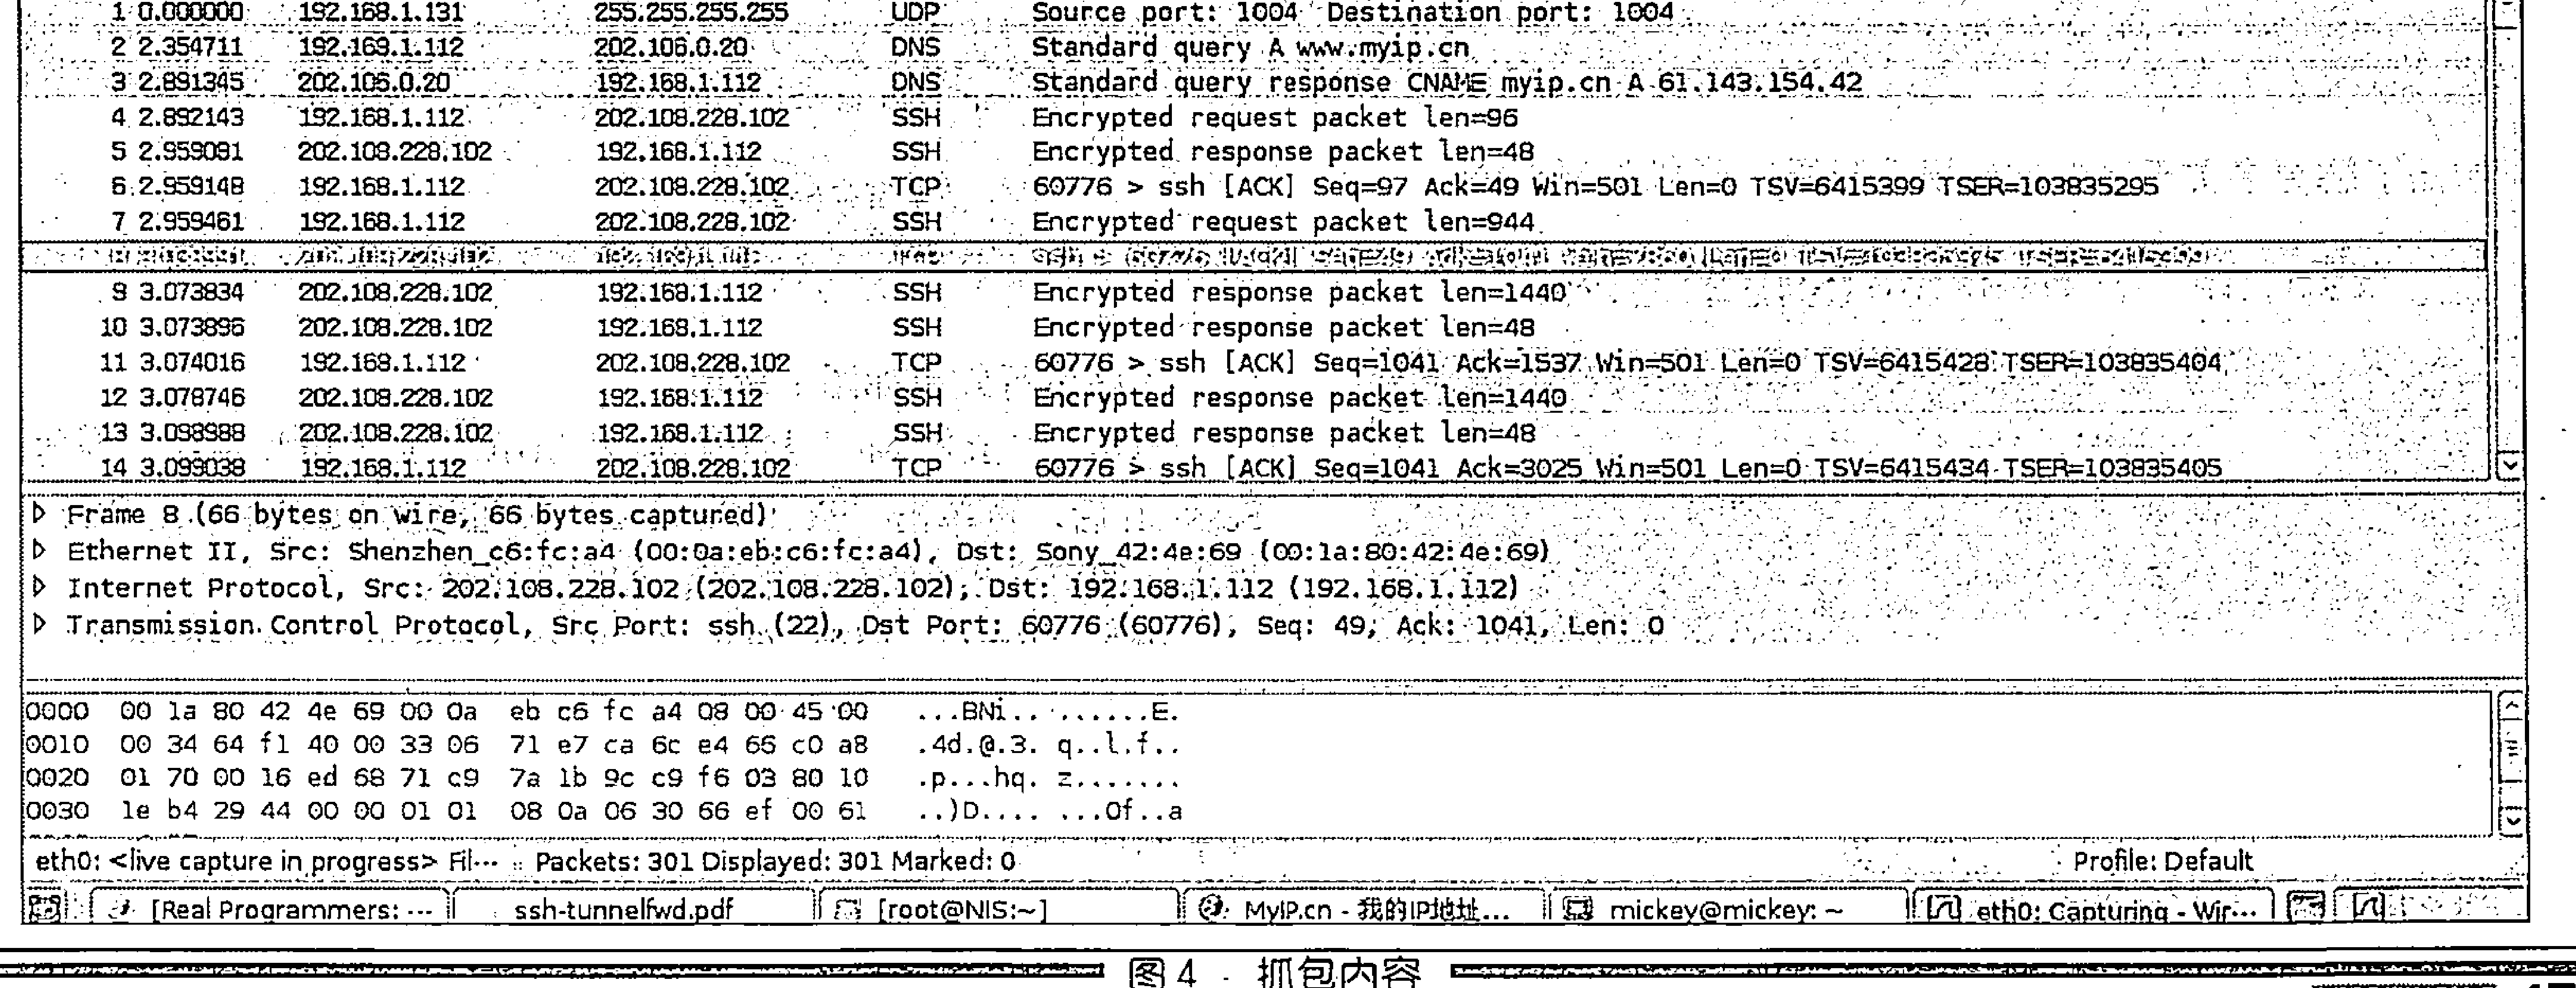 1 0.000000 192.168.1.131 255.255.255.255 UDP Source port: 1004 Destination port: 1004
2 2.354711 192.168.1.112 202.106.0.20 DNS Standard query A www.myip.cn
3 2.891345 202.106.0.20 192.168.1.112 DNS Standard query response CNAME myip.cn A 61.143.154.42
4 2.892143 192.168.1.112 202.108.228.102 SSH Encrypted request packet len=96
5 2.959091 202.108.228.102 192.168.1.112 SSH Encrypted response packet len=48
6 2.959148 192.168.1.112 202.108.228.102 TCP 60776 > ssh [ACK] Seq=97 Ack=49 Win=501 Len=0 TSV=6415399 TSER=103835295
7 2.959461 192.168.1.112 202.108.228.102 SSH Encrypted request packet len=944
9 3.073834 202.108.228.102 192.168.1.112 SSH Encrypted response packet len=1440
10 3.073896 202.108.228.102 192.168.1.112 SSH Encrypted response packet len=48
11 3.074016 192.168.1.112 202.108.228.102 TCP 60776 > ssh [ACK] Seq=1041 Ack=1537 Win=501 Len=0 TSV=6415428 TSER=103835404
12 3.078746 202.108.228.102 192.168.1.112 SSH Encrypted response packet len=1440
13 3.098988 202.108.228.102 192.168.1.112 SSH Encrypted response packet len=48
14 3.099038 192.168.1.112 202.108.228.102 TCP 60776 > ssh [ACK] Seq=1041 Ack=3025 Win=501 Len=0 TSV=6415434 TSER=103835405
Frame 8 (66 bytes on wire, 66 bytes captured)
Ethernet II, Src: Shenzhen_c6:fc:a4 (00:0a:eb:c6:fc:a4), Dst: Sony_42:4e:69 (00:1a:80:42:4e:69)
Internet Protocol, Src: 202.108.228.102 (202.108.228.102), Dst: 192.168.1.112 (192.168.1.112)
Transmission Control Protocol, Src Port: ssh (22), Dst Port: 60776 (60776), Seq: 49, Ack: 1041, Len: 0
0000 00 1a 80 42 4e 69 00 0a eb c6 fc a4 08 00 45 00 ...BNi.. ......E.
0010 00 34 64 f1 40 00 33 06 71 e7 ca 6c e4 66 c0 a8 .4d.@.3. q..l.f..
0020 01 70 00 16 ed 68 71 c9 7a 1b 9c c9 f6 03 80 10 .p...hq. z.......
0030 1e b4 29 44 00 00 01 01 08 0a 06 30 66 ef 00 61 ..)D.... ...0f..a
eth0: <live capture in progress> Fil··· Packets: 301 Displayed: 301 Marked: 0 Profile: Default
[Real Programmers: ··· ssh-tunnelfwd.pdf [root@NIS:~] MyIP.cn - 我的IP地址... mickey@mickey: ~ eth0: Capturing - Wir···
图4 抓包内容